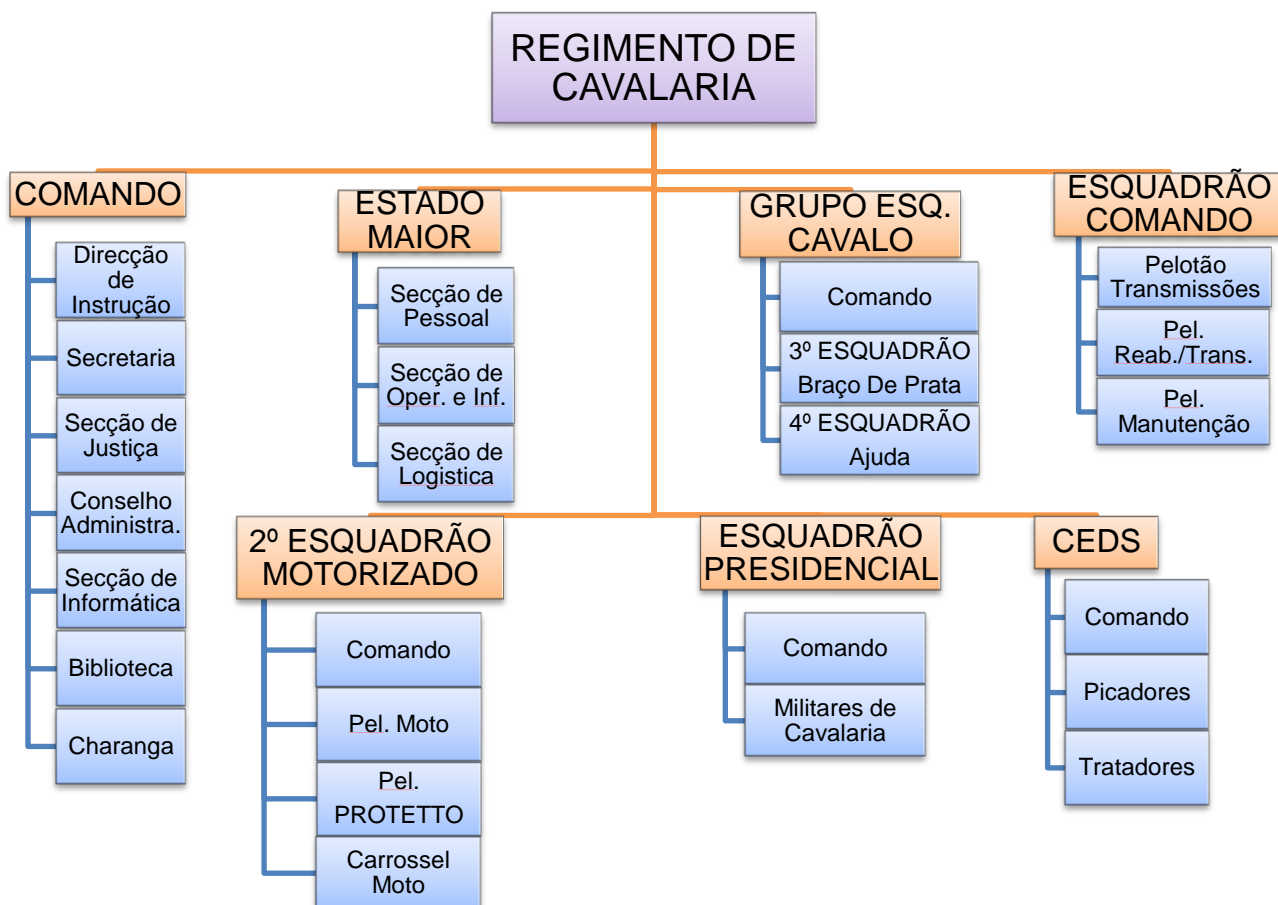 REGIMENTO DE
CAVALARIA
COMANDO
Direcção
de
Instrução
Secretaria
Secção de
Justiça
Conselho
Administra.
Secção de
Informática
Biblioteca
Charanga
ESTADO
MAIOR
Secção de
Pessoal
Secção de
Oper. e Inf.
Secção de
Logistica
GRUPO ESQ.
CAVALO
Comando
3º ESQUADRÃO
Braço De Prata
4º ESQUADRÃO
Ajuda
ESQUADRÃO
COMANDO
Pelotão
Transmissões
Pel.
Reab./Trans.
Pel.
Manutenção
2º ESQUADRÃO
MOTORIZADO
Comando
Pel. Moto
Pel.
PROTETTO
Carrossel
Moto
ESQUADRÃO
PRESIDENCIAL
Comando
Militares de
Cavalaria
CEDS
Comando
Picadores
Tratadores